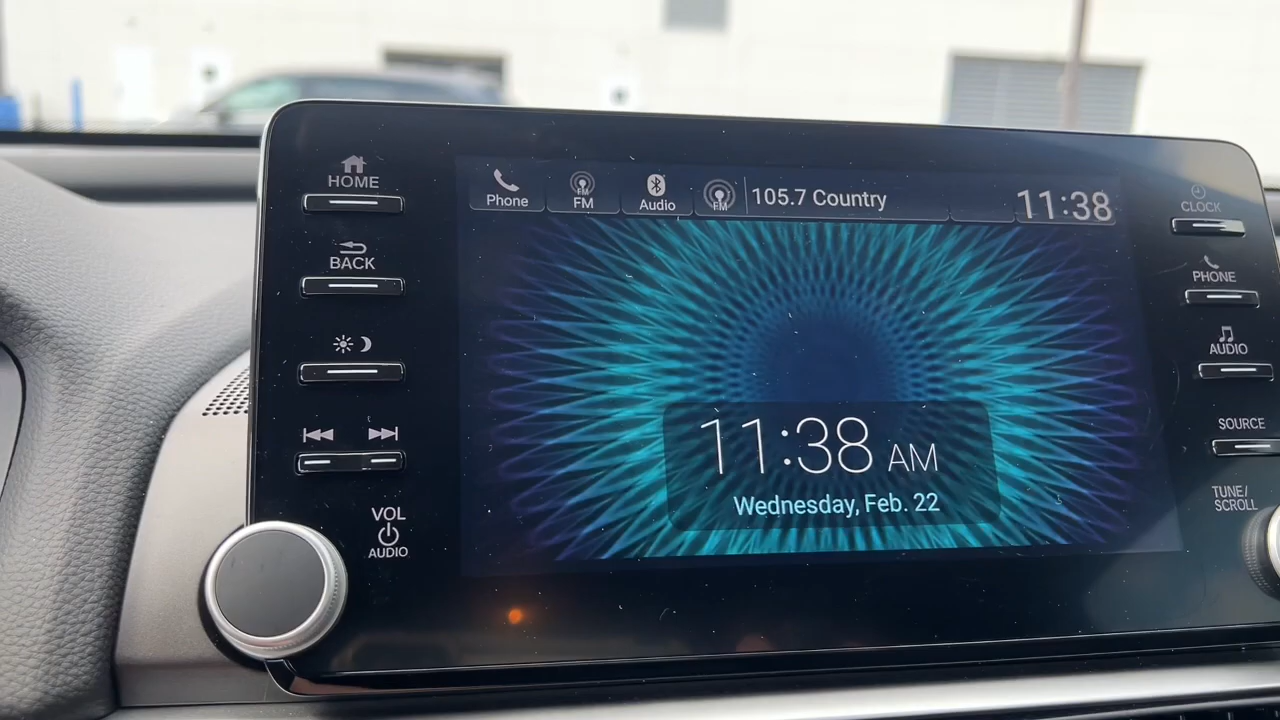 HOME
BACK
VOL
AUDIO
Phone
FM
FM
Audio
FM
105.7 Country
11:38
11:38 AM
Wednesday, Feb. 22
CLOCK
PHONE
AUDIO
SOURCE
TUNE/
SCROLL